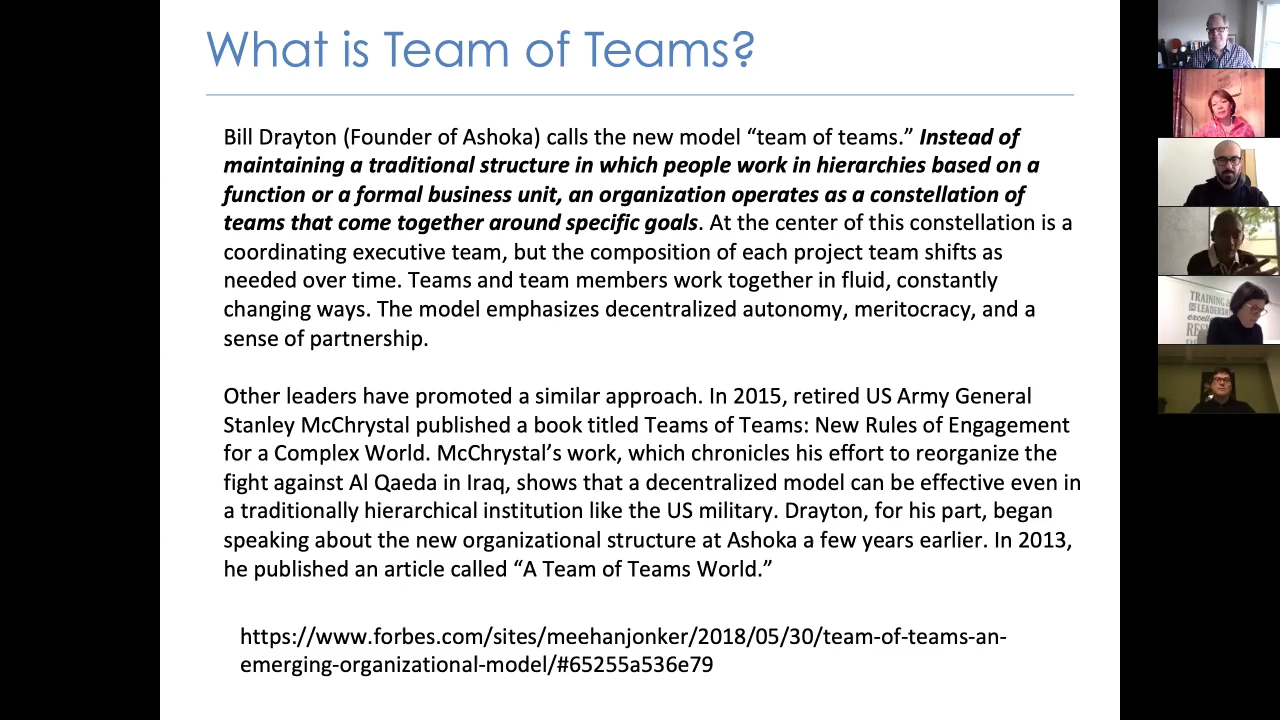 What is Team of Teams?
Bill Drayton (Founder of Ashoka) calls the new model “team of teams.” Instead of
maintaining a traditional structure in which people work in hierarchies based on a
function or a formal business unit, an organization operates as a constellation of
teams that come together around specific goals. At the center of this constellation is a
coordinating executive team, but the composition of each project team shifts as
needed over time. Teams and team members work together in fluid, constantly
changing ways. The model emphasizes decentralized autonomy, meritocracy, and a
sense of partnership.
Other leaders have promoted a similar approach. In 2015, retired US Army General
Stanley McChrystal published a book titled Teams of Teams: New Rules of Engagement
for a Complex World. McChrystal’s work, which chronicles his effort to reorganize the
fight against Al Qaeda in Iraq, shows that a decentralized model can be effective even in
a traditionally hierarchical institution like the US military. Drayton, for his part, began
speaking about the new organizational structure at Ashoka a few years earlier. In 2013,
he published an article called “A Team of Teams World.”
https://www.forbes.com/sites/meehanjonker/2018/05/30/team-of-teams-an-
emerging-organizational-model/#65255a536e79
TRAINING &
LEADERSH
excelle